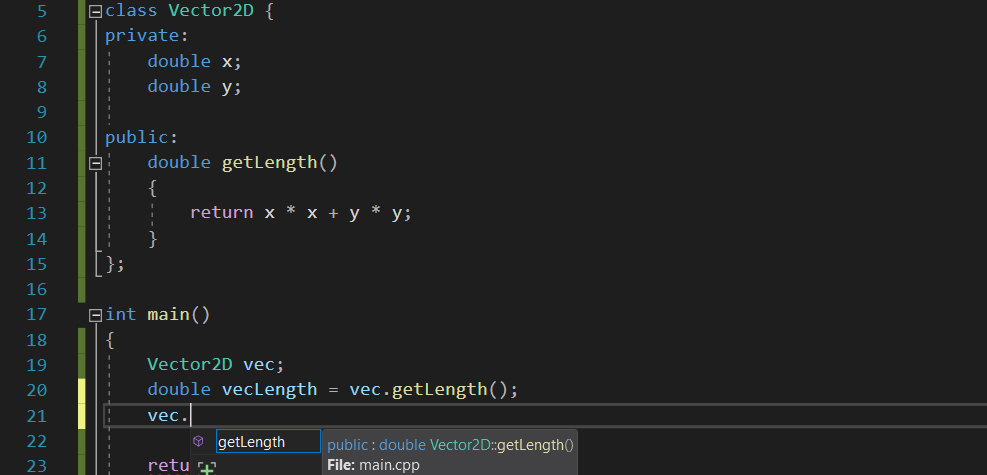 5 class Vector2D {
6 private:
7 double x;
8 double y;
9
10 public:
11 double getLength()
12 {
13 return x * x + y * y;
14 }
15 };
16
17 int main()
18 {
19 Vector2D vec;
20 double vecLength = vec.getLength();
21 vec.
22 getLength public : double Vector2D::getLength()
File: main.cpp
23 retu